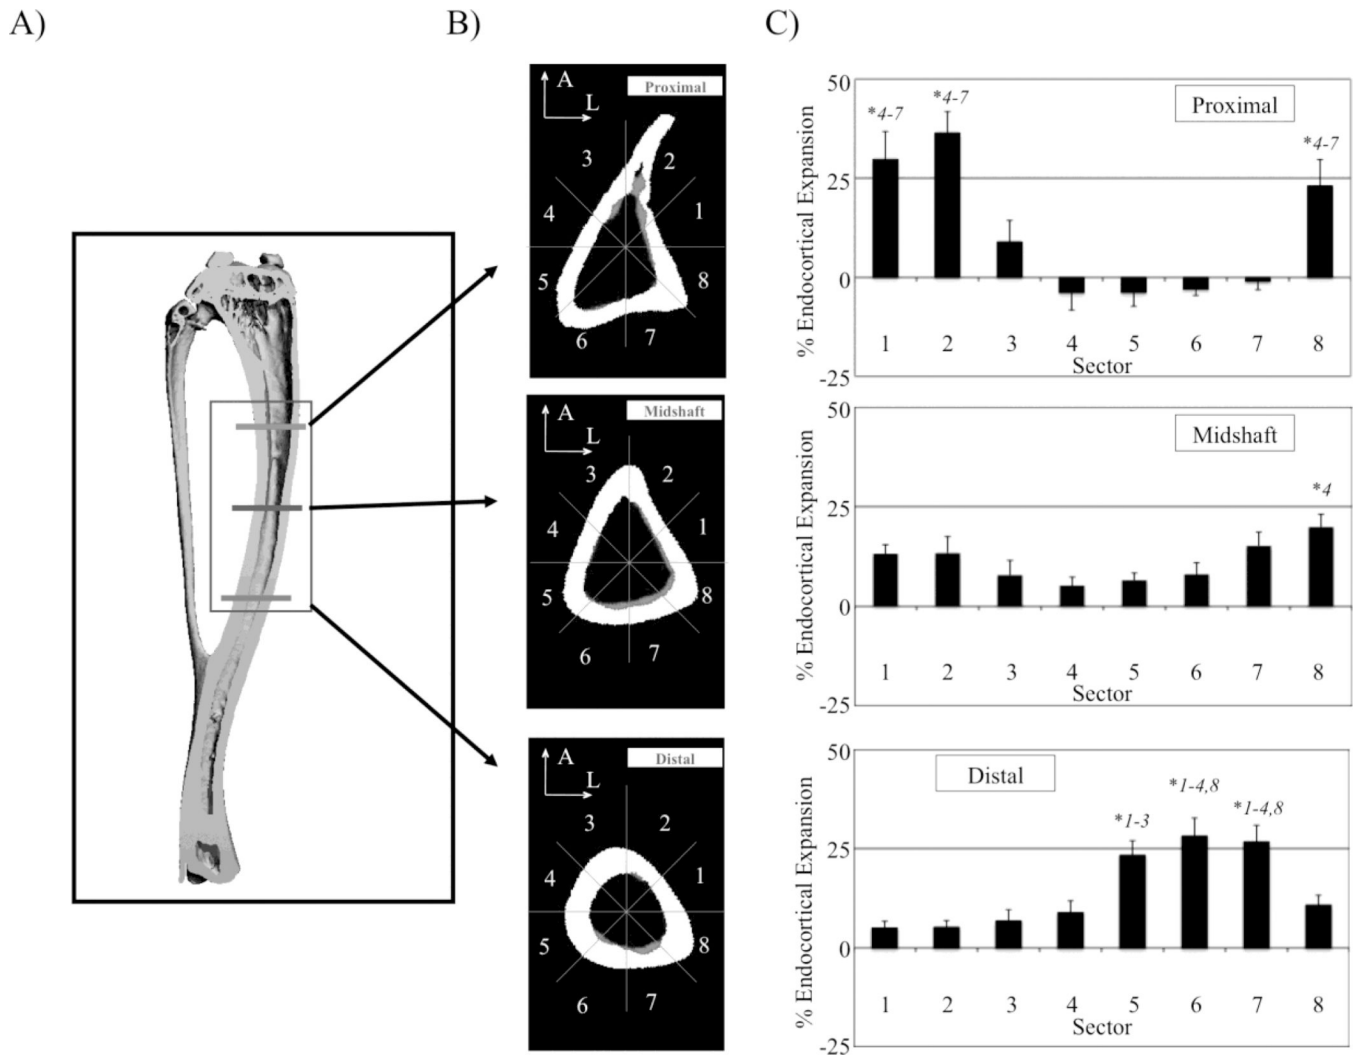 A)
B)
C)
A
L
Proximal
3
2
4
1
5
8
6
7
A
L
Midshaft
3
2
4
1
5
8
6
7
A
L
Distal
3
2
4
1
5
8
6
7
% Endocortical Expansion
50
25
0
-25
*4-7
*4-7
*4-7
Proximal
1 2 3 4 5 6 7 8
Sector
% Endocortical Expansion
50
25
0
-25
Midshaft
*4
1 2 3 4 5 6 7 8
Sector
% Endocortical Expansion
50
25
0
-25
Distal
*1-3
*1-4,8
*1-4,8
1 2 3 4 5 6 7 8
Sector